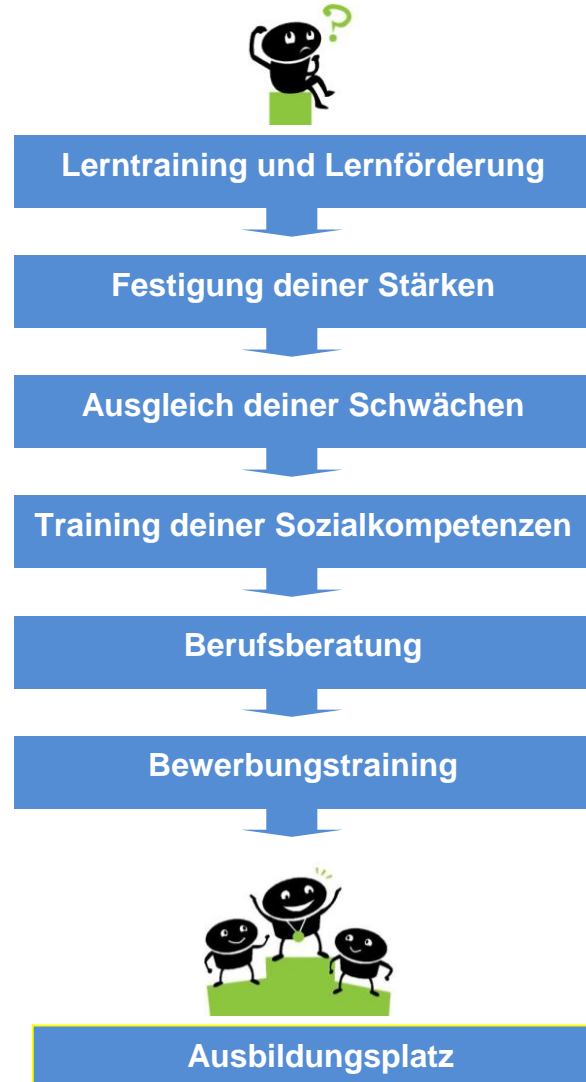 ?
Lerntraining und Lernförderung
Festigung deiner Stärken
Ausgleich deiner Schwächen
Training deiner Sozialkompetenzen
Berufsberatung
Bewerbungstraining
Ausbildungsplatz